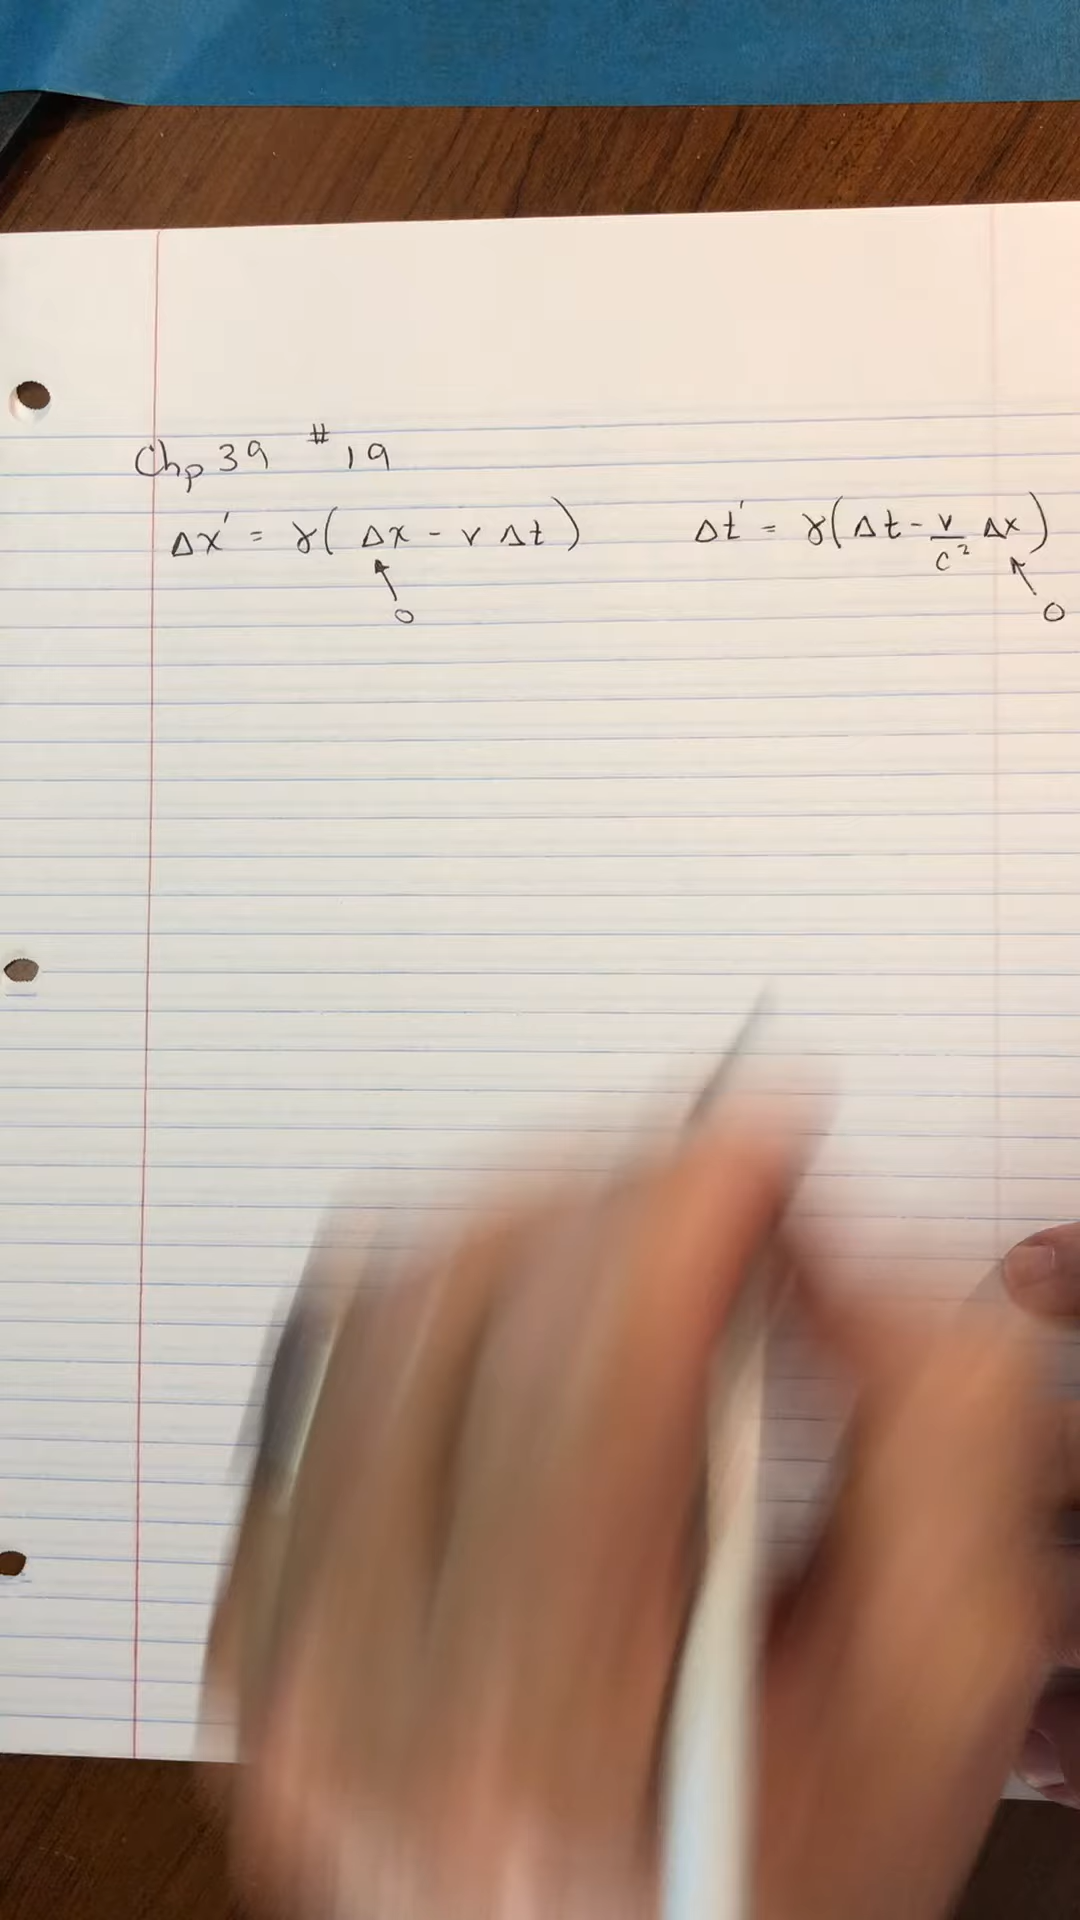 Chp 39 # 19
Δx' = γ( Δx - v Δt ) Δt' = γ( Δt - v/c² Δx )
0 0